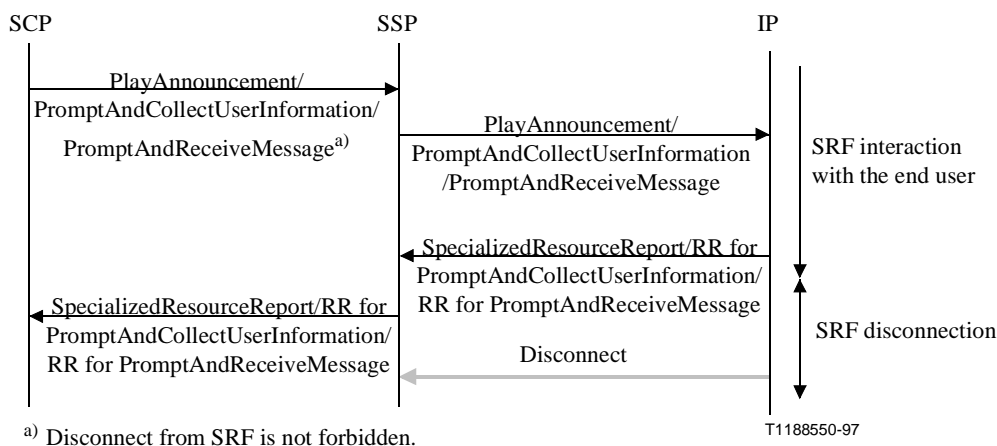 SCP
SSP
IP
PlayAnnouncement/
PromptAndCollectUserInformation/
PromptAndReceiveMessage a)
PlayAnnouncement/
PromptAndCollectUserInformation
/PromptAndReceiveMessage
SRF interaction
with the end user
SpecializedResourceReport/RR for
PromptAndCollectUserInformation/
RR for PromptAndReceiveMessage
SpecializedResourceReport/RR for
PromptAndCollectUserInformation/
RR for PromptAndReceiveMessage
SRF disconnection
Disconnect
T1188550-97
a) Disconnect from SRF is not forbidden.